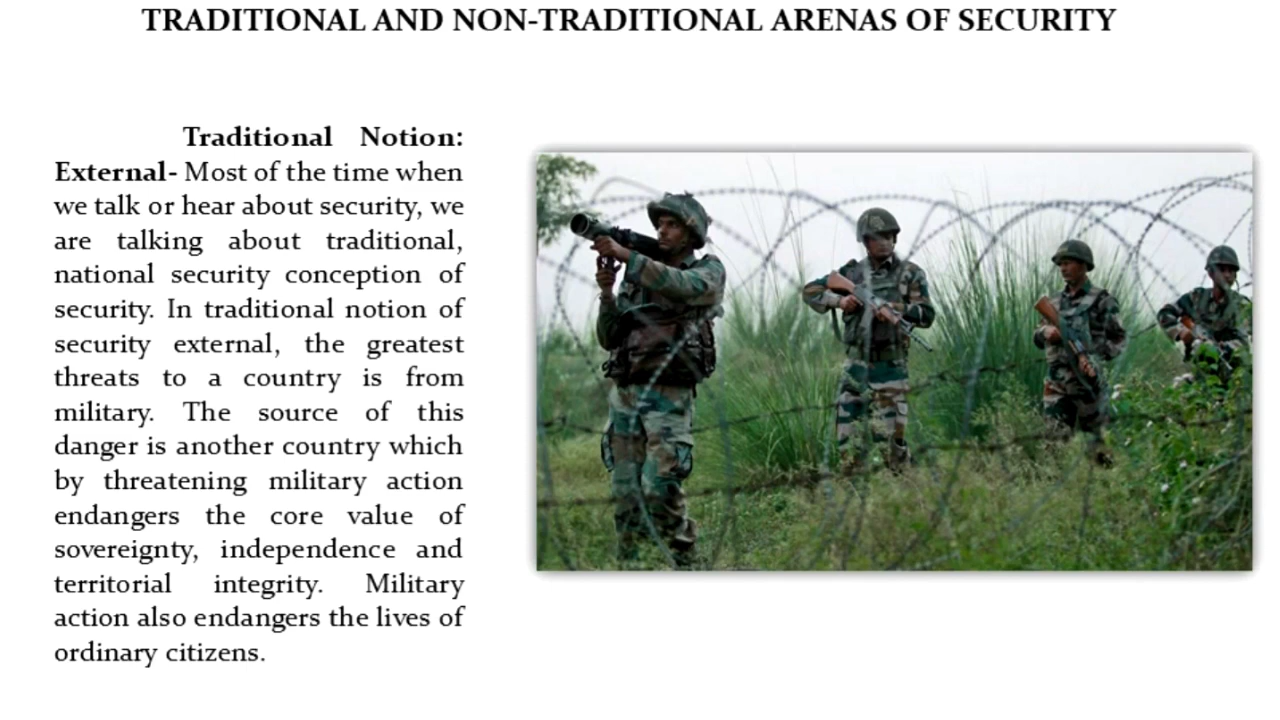 TRADITIONAL AND NON-TRADITIONAL ARENAS OF SECURITY
Traditional Notion:
External- Most of the time when
we talk or hear about security, we
are talking about traditional,
national security conception of
security. In traditional notion of
security external, the greatest
threats to a country is from
military. The source of this
danger is another country which
by threatening military action
endangers the core value of
sovereignty, independence and
territorial integrity. Military
action also endangers the lives of
ordinary citizens.